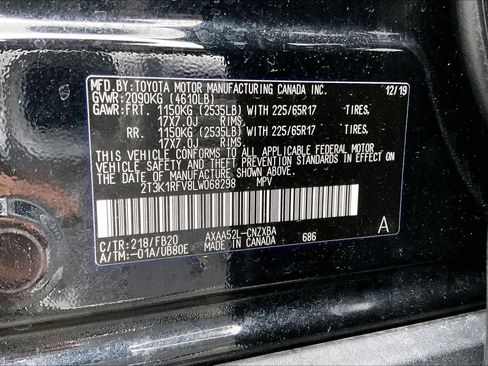 MFD.BY:TOYOTA MOTOR MANUFACTURING CANADA INC. 12/19
GVWR:2090KG (4610LB)
GAWR:FRT. 1150KG (2535LB) WITH 225/65R17 TIRES,
17X7.0J RIMS,
RR. 1150KG (2535LB) WITH 225/65R17 TIRES,
17X7.0J RIMS,
THIS VEHICLE CONFORMS TO ALL APPLICABLE FEDERAL MOTOR
VEHICLE SAFETY AND THEFT PREVENTION STANDARDS IN EFFECT ON
THE DATE OF MANUFACTURE SHOWN ABOVE.
2T3K1RFV8LW068298 MPV
C/TR:218/FB20 AXAA52L-CNZXBA A
A/TM:-01A/UB80E MADE IN CANADA 686